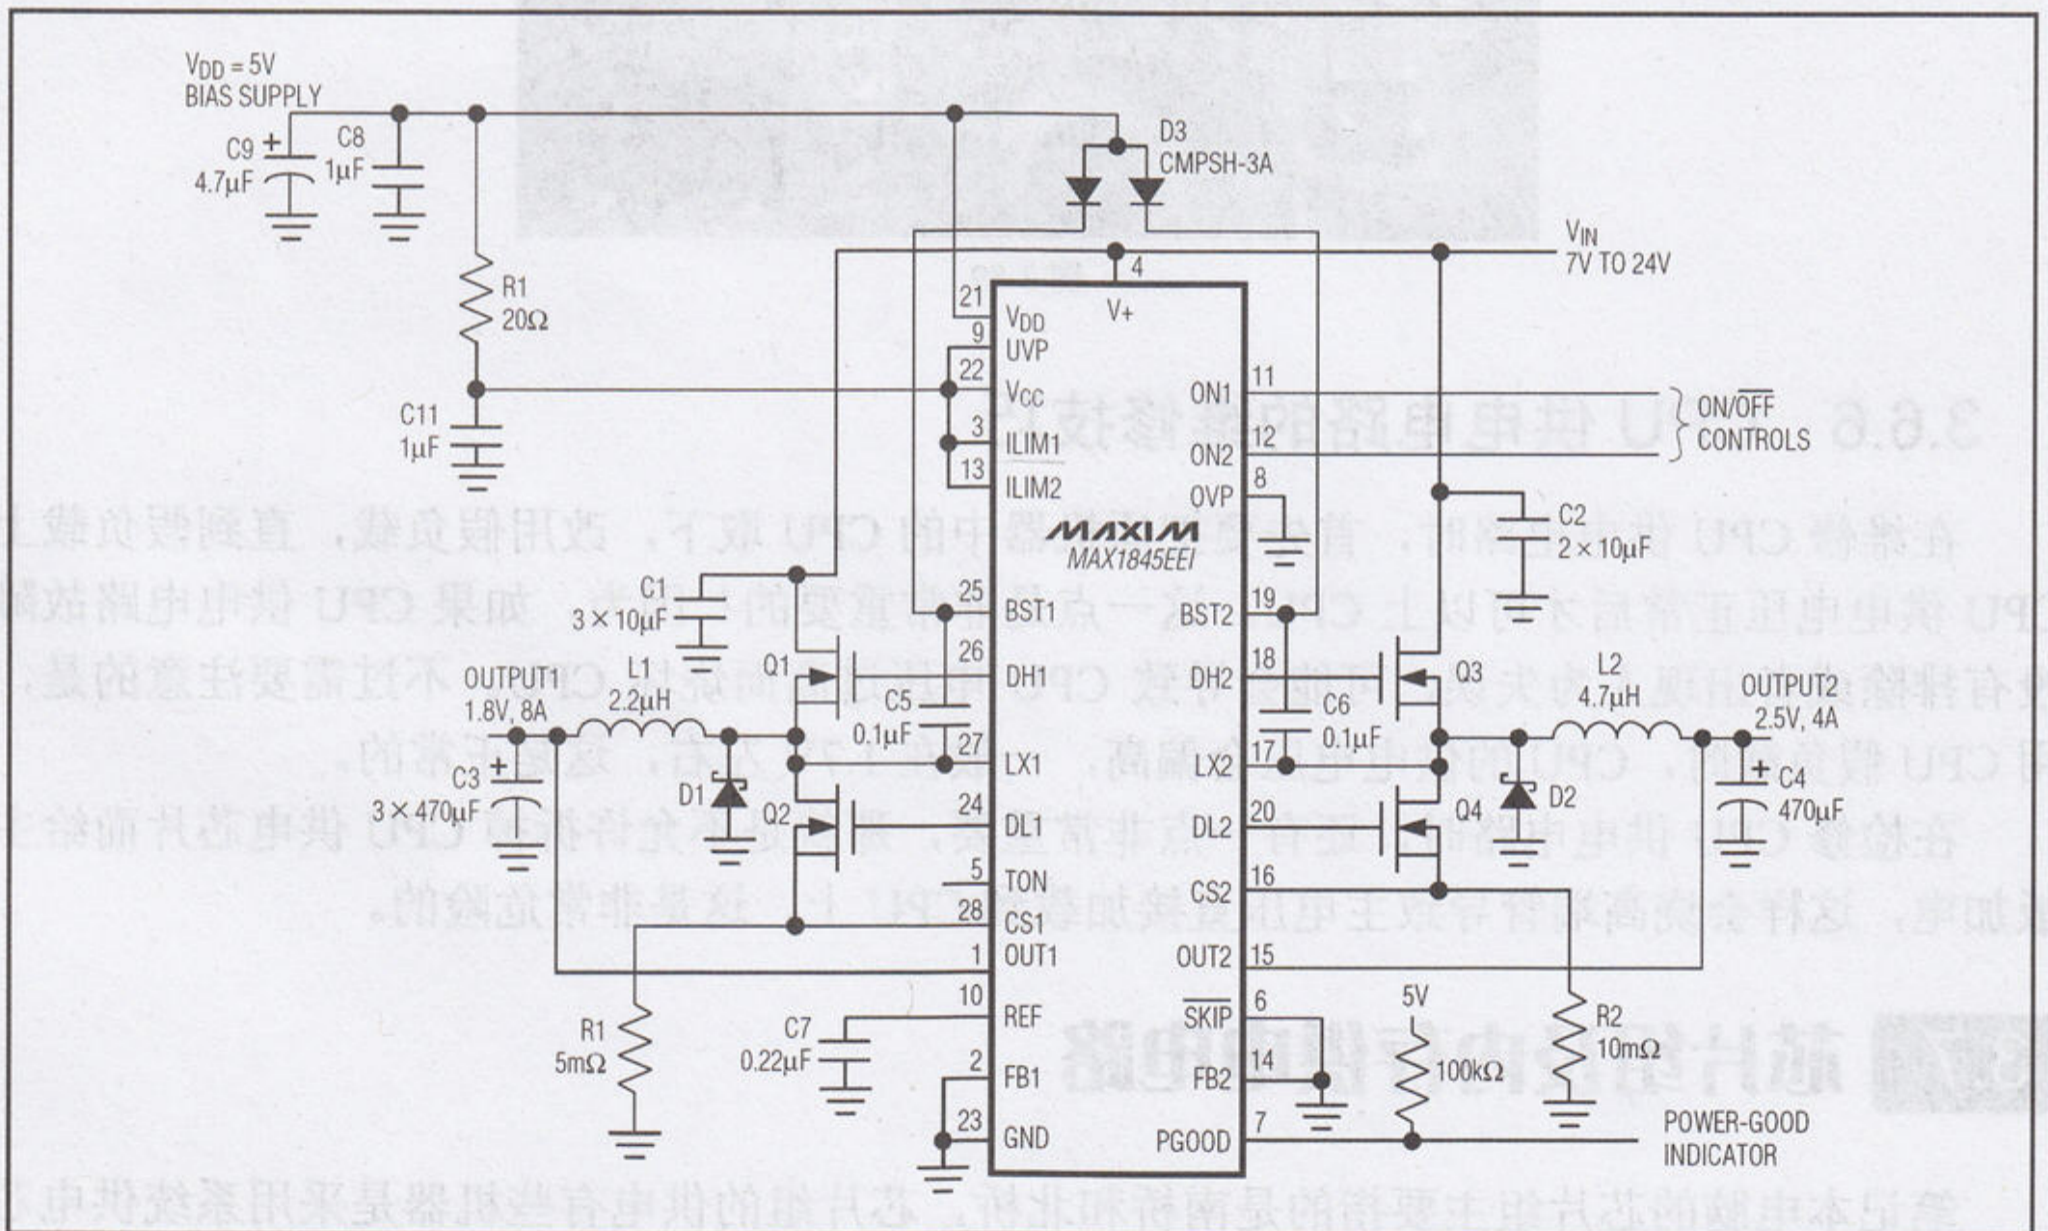 VDD = 5V
BIAS SUPPLY
C9
4.7μF
+
C8
1μF
R1
20Ω
C11
1μF
D3
CMPSH-3A
VIN
7V TO 24V
4
V+
21
VDD
9
UVP
22
VCC
3
ILIM1
13
ILIM2
MAXIM
MAX1845EEI
ON1
11
ON2
12
ON/OFF
CONTROLS
OVP
8
C2
2×10μF
C1
3×10μF
25
BST1
BST2
19
26
DH1
DH2
18
Q1
Q3
C5
0.1μF
C6
0.1μF
OUTPUT1
1.8V, 8A
L1
2.2μH
L2
4.7μH
OUTPUT2
2.5V, 4A
27
LX1
LX2
17
C3
3×470μF
+
D1
Q2
24
DL1
DL2
20
Q4
D2
+
C4
470μF
5
TON
CS2
16
28
CS1
1
OUT1
OUT2
15
10
REF
SKIP
6
R1
5mΩ
C7
0.22μF
5V
100kΩ
R2
10mΩ
2
FB1
FB2
14
23
GND
PGOOD
7
POWER-GOOD
INDICATOR
3.6.6